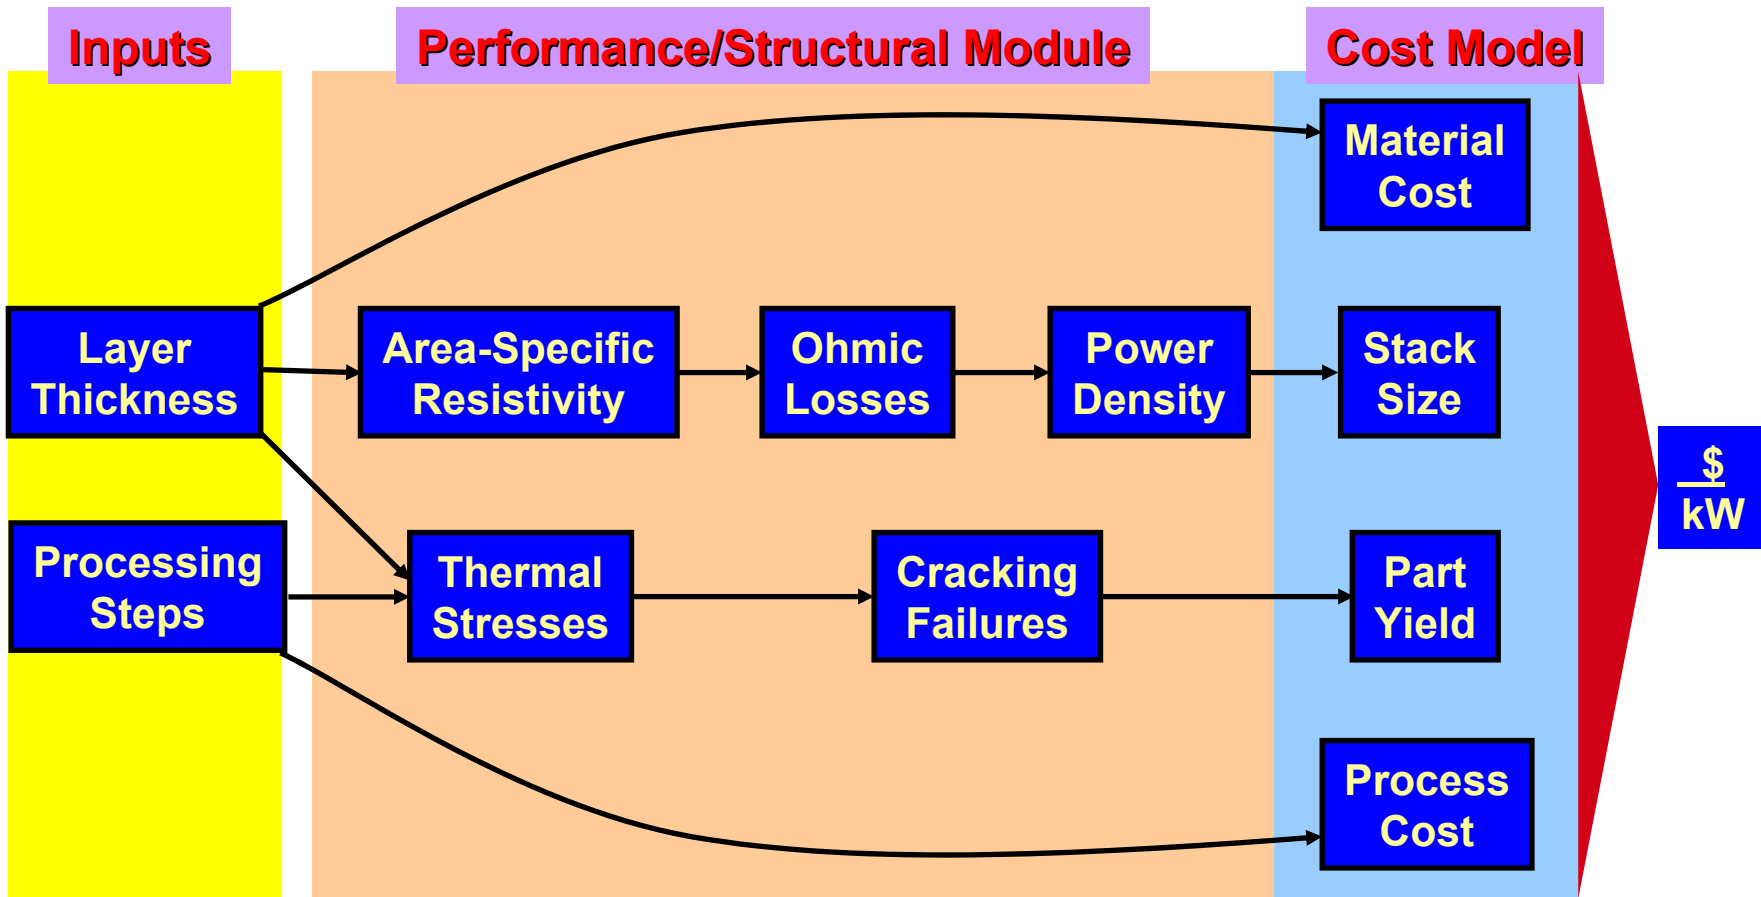 Inputs
Performance/Structural Module
Cost Model
Material
Cost
Layer
Thickness
Area-Specific
Resistivity
Ohmic
Losses
Power
Density
Stack
Size
$
kW
Processing
Steps
Thermal
Stresses
Cracking
Failures
Part
Yield
Process
Cost